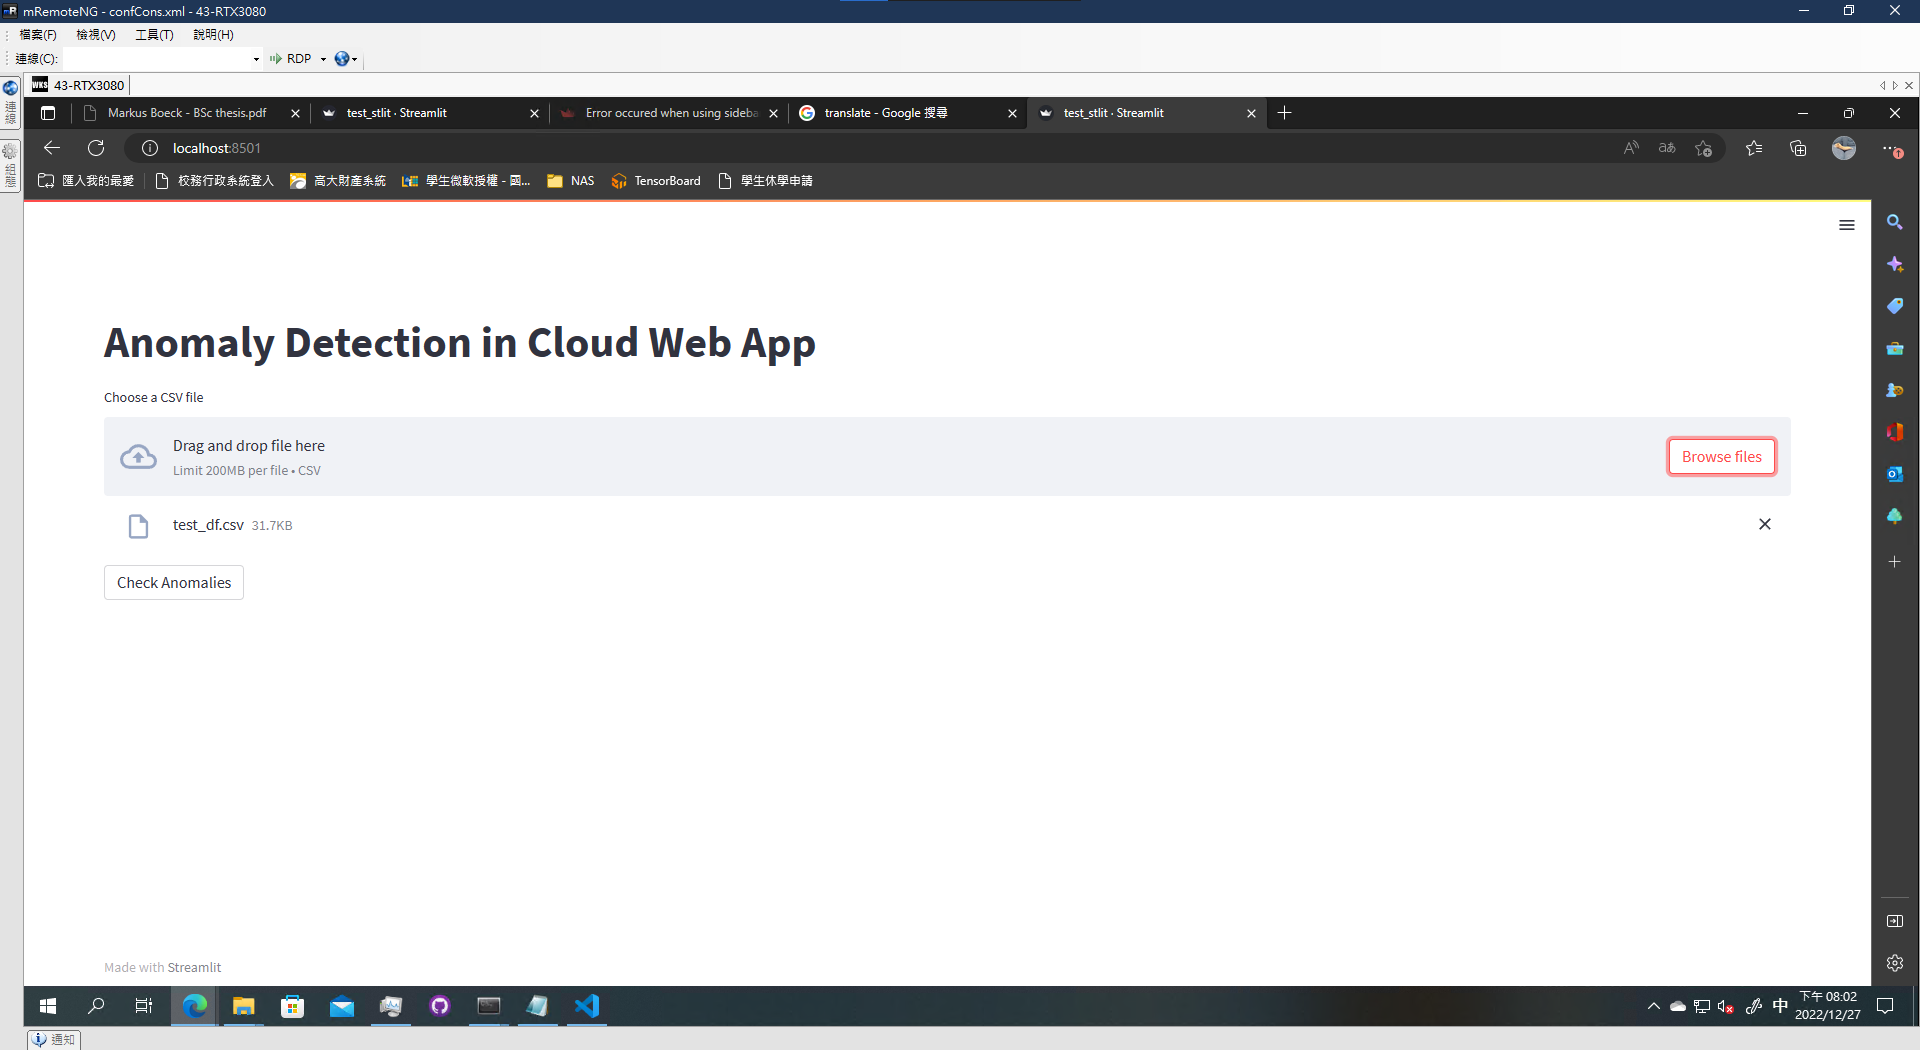 mRemoteNG - confCons.xml - 43-RTX3080
檔案(F) 檢視(V) 工具(T) 說明(H)
連線(C): RDP
連線
組態
43-RTX3080
Markus Boeck - BSc thesis.pdf test_stlit · Streamlit Error occured when using sideba translate - Google 搜尋 test_stlit · Streamlit
localhost:8501
匯入我的最愛 校務行政系統登入 高大財產系統 學生微軟授權 - 國... NAS TensorBoard 學生休學申請
Anomaly Detection in Cloud Web App
Choose a CSV file
Drag and drop file here
Limit 200MB per file • CSV
Browse files
test_df.csv 31.7KB
Check Anomalies
Made with Streamlit
中
下午 08:02
2022/12/27
通知